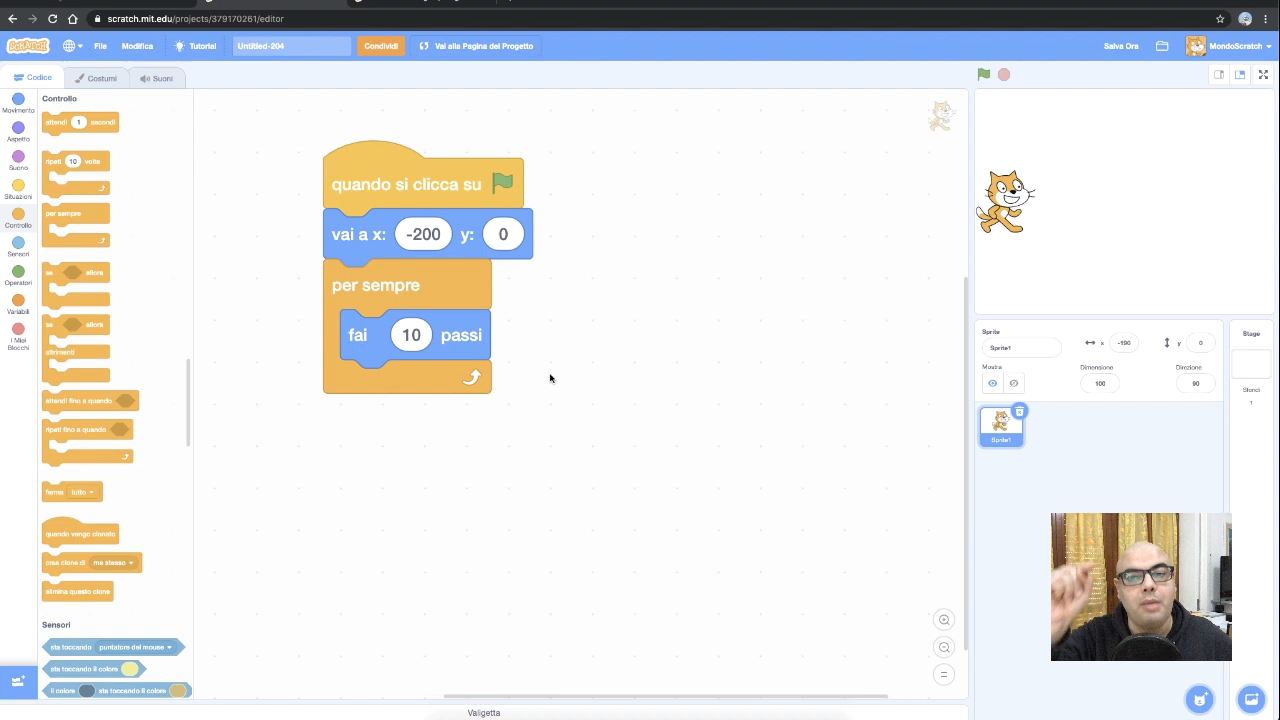 scratch.mit.edu/projects/379170261/editor
SCRATCH
File
Modifica
Tutorial
Untitled-204
Condividi
Vai alla Pagina del Progetto
Salva Ora
MondoScratch
Codice
Costumi
Suoni
Movimento
Aspetto
Suono
Situazioni
Controllo
Sensori
Operatori
Variabili
I Miei
Blocchi
Controllo
attendi 1 secondi
ripeti 10 volte
per sempre
se allora
se allora
altrimenti
attendi fino a quando
ripeti fino a quando
ferma tutto
quando vengo clonato
crea clone di me stesso
elimina questo clone
Sensori
sta toccando puntatore del mouse
sta toccando il colore
il colore sta toccando il colore
quando si clicca su
vai a x: -200 y: 0
per sempre
fai 10 passi
Sprite
Sprite1
x -190
y 0
Mostra
Dimensione
100
Direzione
90
Sprite1
Stage
Sfondi
1
Valigetta